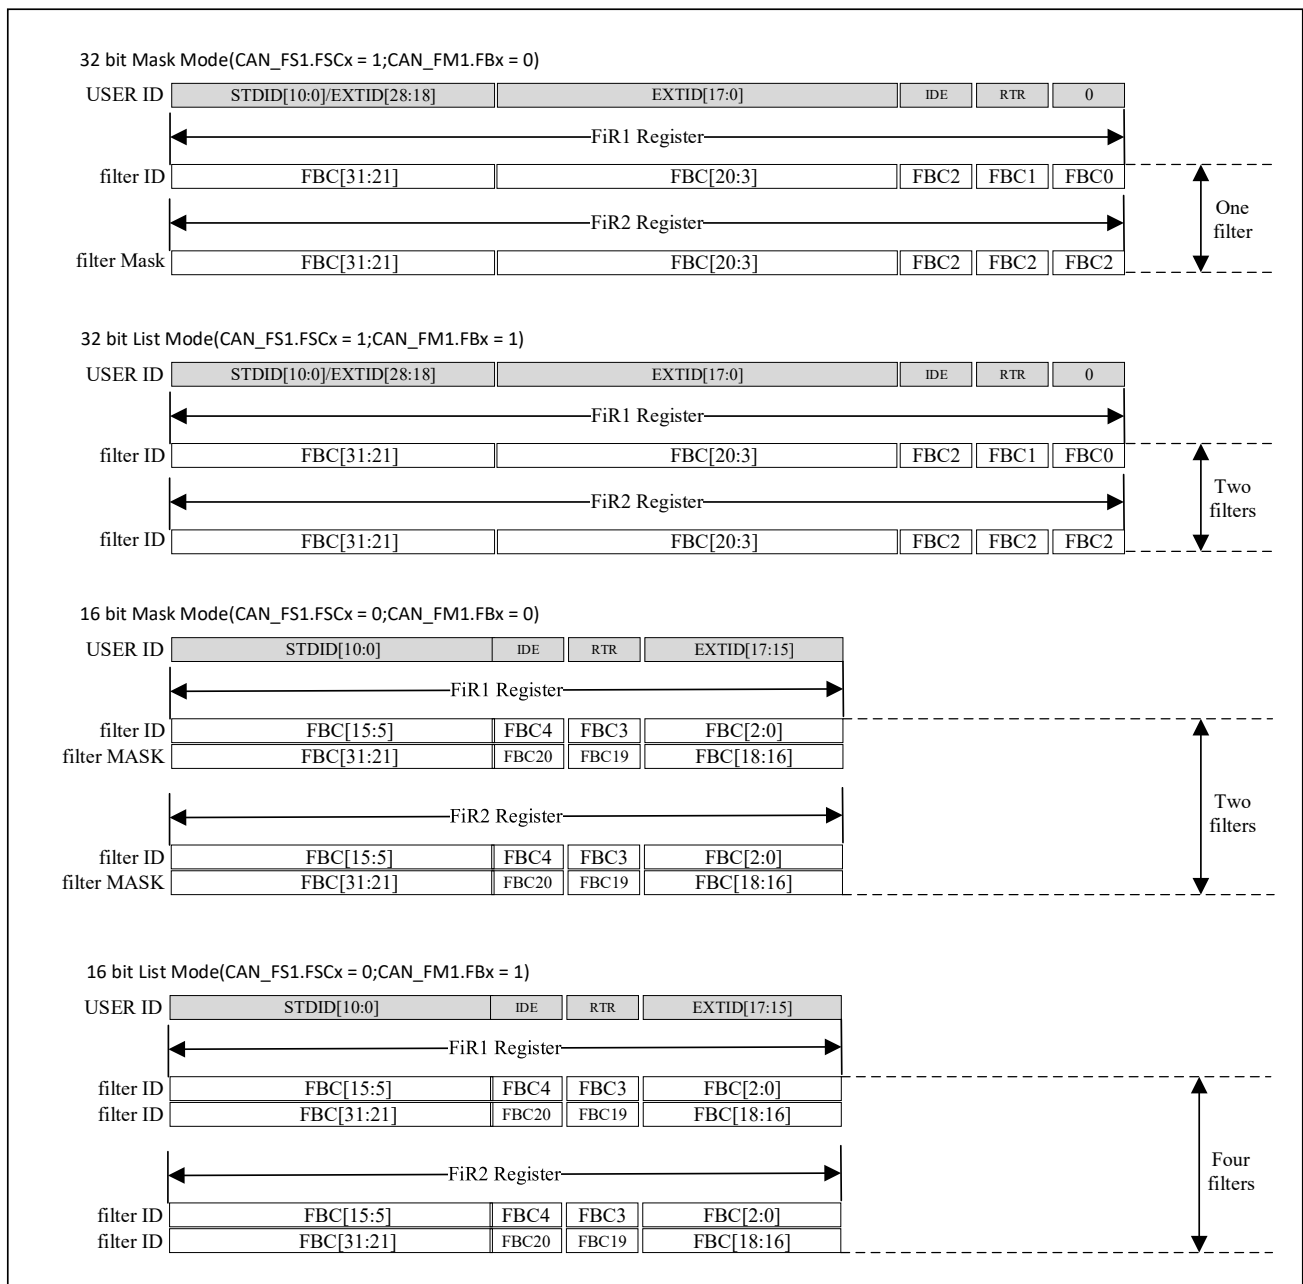 32 bit Mask Mode(CAN_FS1.FSCx = 1;CAN_FM1.FBx = 0)
USER ID STDID[10:0]/EXTID[28:18] EXTID[17:0] IDE RTR 0
FiR1 Register
filter ID FBC[31:21] FBC[20:3] FBC2 FBC1 FBC0
FiR2 Register
One
filter
filter Mask FBC[31:21] FBC[20:3] FBC2 FBC2 FBC2
32 bit List Mode(CAN_FS1.FSCx = 1;CAN_FM1.FBx = 1)
USER ID STDID[10:0]/EXTID[28:18] EXTID[17:0] IDE RTR 0
FiR1 Register
filter ID FBC[31:21] FBC[20:3] FBC2 FBC1 FBC0
FiR2 Register
Two
filters
filter ID FBC[31:21] FBC[20:3] FBC2 FBC2 FBC2
16 bit Mask Mode(CAN_FS1.FSCx = 0;CAN_FM1.FBx = 0)
USER ID STDID[10:0] IDE RTR EXTID[17:15]
FiR1 Register
filter ID FBC[15:5] FBC4 FBC3 FBC[2:0]
filter MASK FBC[31:21] FBC20 FBC19 FBC[18:16]
FiR2 Register
Two
filters
filter ID FBC[15:5] FBC4 FBC3 FBC[2:0]
filter MASK FBC[31:21] FBC20 FBC19 FBC[18:16]
16 bit List Mode(CAN_FS1.FSCx = 0;CAN_FM1.FBx = 1)
USER ID STDID[10:0] IDE RTR EXTID[17:15]
FiR1 Register
filter ID FBC[15:5] FBC4 FBC3 FBC[2:0]
filter ID FBC[31:21] FBC20 FBC19 FBC[18:16]
FiR2 Register
Four
filters
filter ID FBC[15:5] FBC4 FBC3 FBC[2:0]
filter ID FBC[31:21] FBC20 FBC19 FBC[18:16]